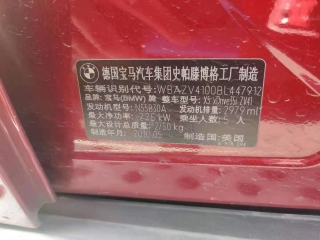 德国宝马汽车集团史帕滕博格工厂制造
车辆识别代号: WBAZV4100BL447912
品牌: 宝马(BMW) 牌 整车型号: X5 xDrive35i ZV41
发动机型号: N55B30A 发动机排量: 2979 ml
最大功率: 225 kW 乘坐人数: 5 人
最大设计总质量: 2750 kg
制造年月: 2010.05 制造国: 美国